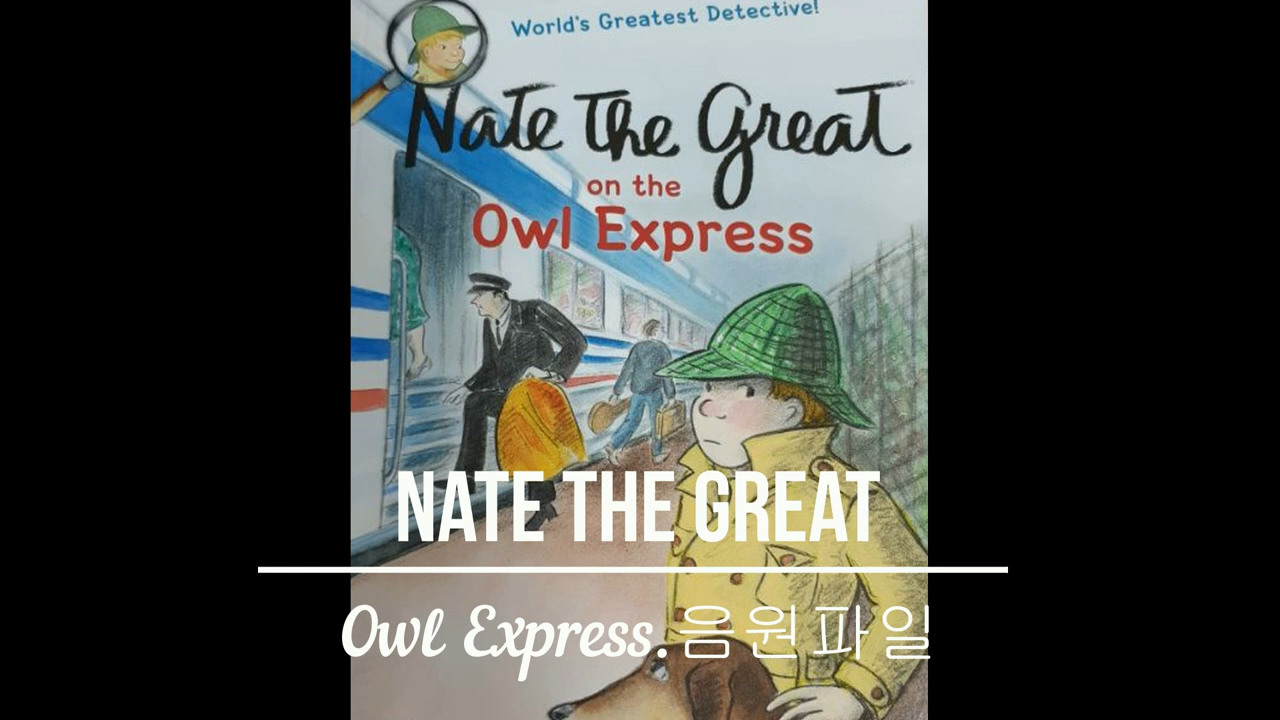 World's Greatest Detective!
Nate the Great
on the
Owl Express
NATE THE GREAT
Owl Express.음원파일